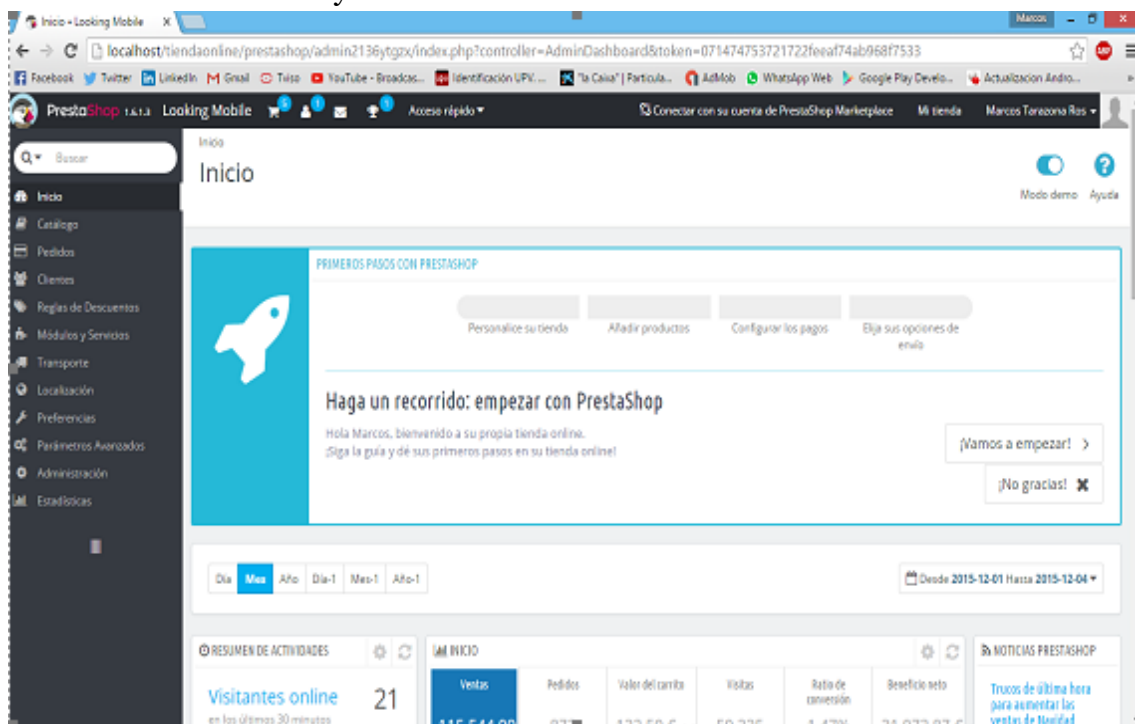 Inicio • Looking Mobile
Marcos
localhost/tiendaonline/prestashop/admin2136ytgzx/index.php?controller=AdminDashboard&token=071474753721722feeaf74ab968f7533
Facebook Twitter LinkedIn Gmail Tviso YouTube - Broadcas... Identificación UPV.... "la Caixa" | Particula... AdMob WhatsApp Web Google Play Develo... Actualizacion Andro...
PrestaShop 1.6.1.3 Looking Mobile Acceso rápido Conectar con su cuenta de PrestaShop Marketplace Mi tienda Marcos Tarazona Ros
Buscar
Inicio
Catálogo
Pedidos
Clientes
Reglas de Descuentos
Módulos y Servicios
Transporte
Localización
Preferencias
Parámetros Avanzados
Administración
Estadísticas
Inicio
Inicio
Modo demo Ayuda
PRIMEROS PASOS CON PRESTASHOP
Personalice su tienda Añadir productos Configurar los pagos Elija sus opciones de
envío
Haga un recorrido: empezar con PrestaShop
Hola Marcos, bienvenido a su propia tienda online.
¡Siga la guía y dé sus primeros pasos en su tienda online!
¡Vamos a empezar!
¡No gracias!
Día Mes Año Día-1 Mes-1 Año-1
Desde 2015-12-01 Hasta 2015-12-04
RESUMEN DE ACTIVIDADES
Visitantes online 21
en los últimos 30 minutos
INICIO
Ventas Pedidos Valor del carrito Visitas Ratio de
conversión
Beneficio neto
NOTICIAS PRESTASHOP
Trucos de última hora
para aumentar las
ventas de Navidad